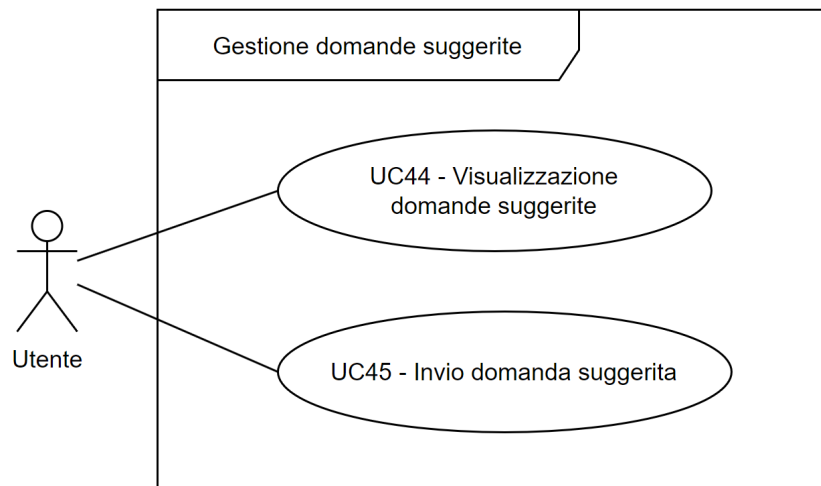 Gestione domande suggerite
UC44 - Visualizzazione
domande suggerite
Utente
UC45 - Invio domanda suggerita